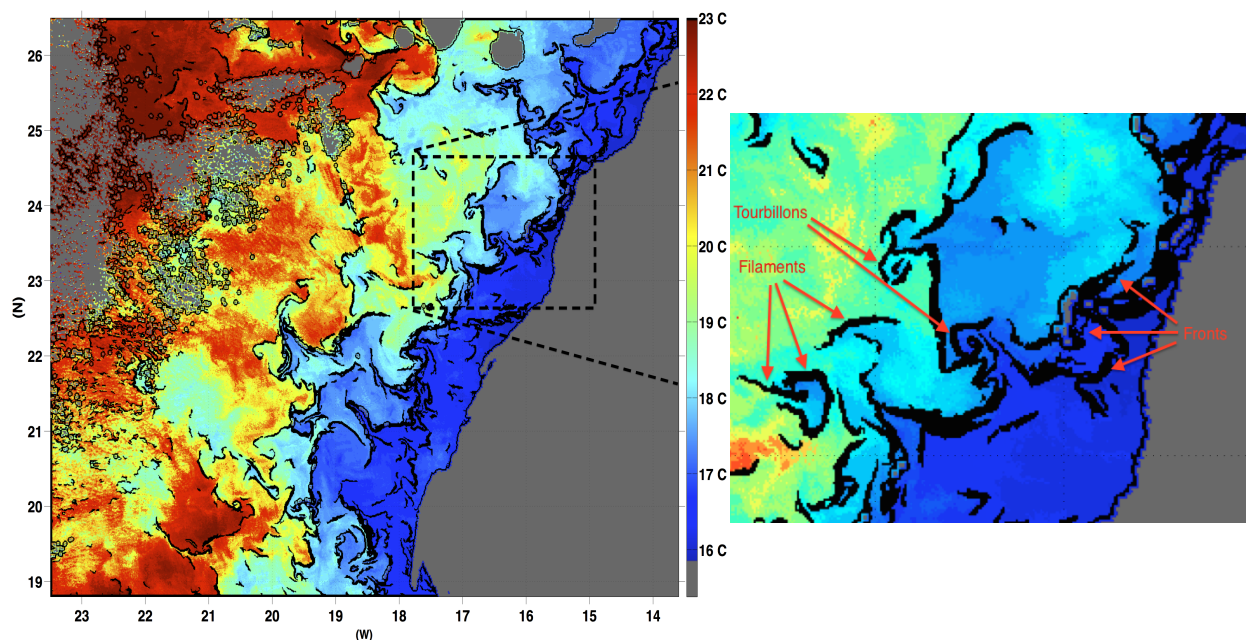 23 C
22 C
21 C
20 C
19 C
18 C
17 C
16 C
26
25
24
23
22
21
20
19
(N)
23 22 21 20 19 18 17 16 15 14
(W)
Tourbillons
Filaments
Fronts